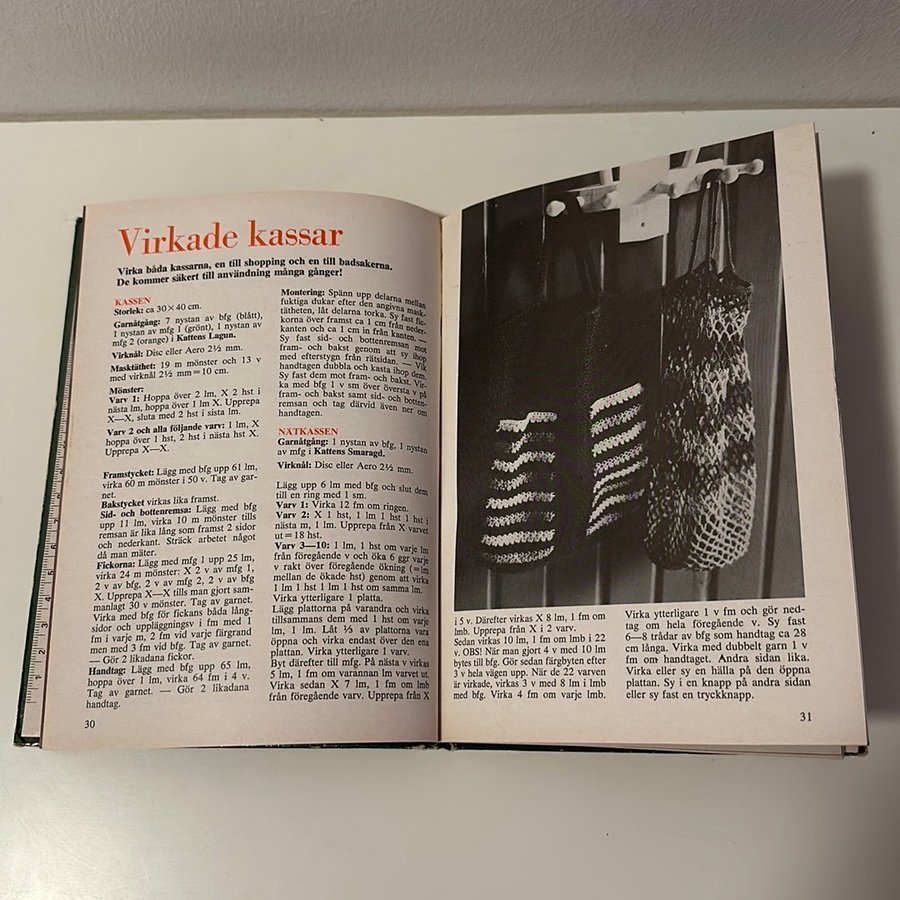 Virkade kassar
Virka båda kassarna, en till shopping och en till badsakerna.
De kommer säkert till användning många gånger!
KASSEN
Storlek: ca 30 × 40 cm.
Garnåtgång: 7 nystan av bfg (blått),
1 nystan av mfg 1 (grönt), 1 nystan av
mfg 2 (orange) i Kattens Lagun.
Virknål: Disc eller Aero 2½ mm.
Masktäthet: 19 m mönster och 13 v
med virknål 2½ mm = 10 cm.
Mönster:
Varv 1: Hoppa över 2 lm, X 2 hst i
nästa lm, hoppa över 1 lm X. Upprepa
X—X, sluta med 2 hst i sista lm.
Varv 2 och alla följande varv: 1 lm, X
hoppa över 1 hst, 2 hst i nästa hst X.
Upprepa X—X.
Framstycket: Lägg med bfg upp 61 lm,
virka 60 m mönster i 50 v. Tag av gar-
net.
Bakstycket virkas lika framst.
Sid- och bottenremsa: Lägg med bfg
upp 11 lm, virka 10 m mönster tills
remsan är lika lång som framst 2 sidor
och nederkant. Sträck arbetet något
då man mäter.
Fickorna: Lägg med mfg 1 upp 25 lm,
virka 24 m mönster: X 2 v av mfg 1,
2 v av bfg, 2 v av mfg 2, 2 v av bfg
X. Upprepa X—X tills man gjort sam-
manlagt 30 v mönster. Tag av garnet.
Virka med bfg för fickans båda lång-
sidor och uppläggningsv i fm med 1
fm i varje m, 2 fm vid varje färgrand
men med 3 fm vid bfg. Tag av garnet.
— Gör 2 likadana fickor.
Handtag: Lägg med bfg upp 65 lm,
hoppa över 1 lm, virka 64 fm i 4 v.
Tag av garnet. — Gör 2 likadana
handtag.
30
Montering: Spänn upp delarna mellan
fuktiga dukar efter den angivna mask-
tätheten, låt delarna torka. Sy fast fic-
korna över framst ca 1 cm från neder-
kanten och ca 1 cm in från kanten. —
Sy fast sid- och bottenremsan mot
fram- och bakst genom att sy ihop
med efterstygn från rätsidan. — Vik
handtagen dubbla och kasta ihop dem.
Sy fast dem mot fram- och bakst. Vir-
ka med bfg 1 v sm över översta v på
fram- och bakst samt sid- och botten-
remsan och tag därvid även ner om
handtagen.
NÄTKASSEN
Garnåtgång: 1 nystan av bfg, 1 nystan
av mfg i Kattens Smaragd.
Virknål: Disc eller Aero 2½ mm.
Lägg upp 6 lm med bfg och slut dem
till en ring med 1 sm.
Varv 1: Virka 12 fm om ringen.
Varv 2: X 1 hst, 1 lm 1 hst 1 hst i
nästa m, 1 lm. Upprepa från X varvet
ut = 18 hst.
Varv 3—10: 1 lm, 1 hst om varje lm
från föregående v och öka 6 ggr varje
v rakt över föregående ökning (= lm
mellan de ökade hst) genom att virka
1 lm 1 hst 1 lm 1 hst om samma lm.
Virka ytterligare 1 platta.
Lägg plattorna på varandra och virka
tillsammans dem med 1 hst om varje
lm, 1 lm. Låt ⅓ av plattorna vara
öppna och virka endast över den ena
plattan. Virka ytterligare 1 varv.
Byt därefter till mfg. På nästa v virkas
5 lm, 1 fm om varannan lm varvet ut.
Virka sedan X 7 lm, 1 fm om lmb
från föregående varv. Upprepa från X
i 5 v. Därefter virkas X 8 lm, 1 fm om
lmb. Upprepa från X i 2 varv.
Sedan virkas 10 lm, 1 fm om lmb i 22
v. OBS! När man gjort 4 v med 10 lm
bytes till bfg. Gör sedan färgbyten efter
3 v hela vägen upp. När de 22 varven
är virkade, virkas 3 v med 8 lm i lmb
med bfg. Virka 4 fm om varje lmb.
Virka ytterligare 1 v fm och gör ned-
tag om hela föregående v. Sy fast
6—8 trådar av bfg som handtag ca 28
cm långa. Virka med dubbelt garn 1 v
fm om handtaget. Andra sidan lika.
Virka eller sy en hälla på den öppna
plattan. Sy i en knapp på andra sidan
eller sy fast en tryckknapp.
31